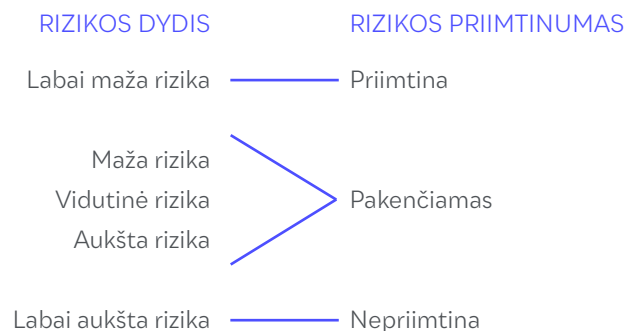 RIZIKOS DYDIS RIZIKOS PRIIMTINUMAS
Labai maža rizika Priimtina
Maža rizika
Vidutinė rizika Pakenčiamas
Aukšta rizika
Labai aukšta rizika Nepriimtina